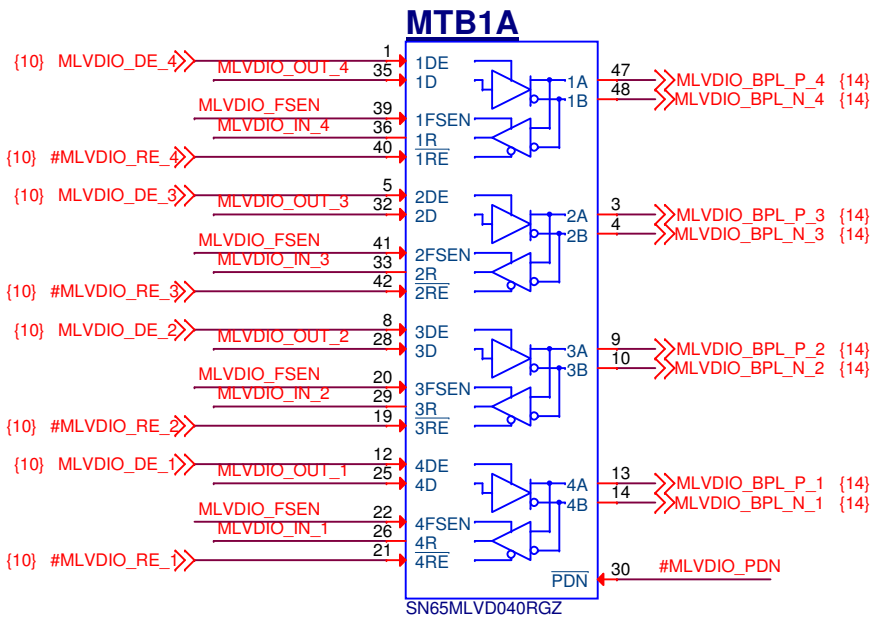 MTB1A
{10} MLVDIO_DE_4 1 1DE
MLVDIO_OUT_4 35 1D 1A 47 MLVDIO_BPL_P_4 {14}
1B 48 MLVDIO_BPL_N_4 {14}
MLVDIO_FSEN 39 1FSEN
MLVDIO_IN_4 36 1R
{10} #MLVDIO_RE_4 40 1RE
{10} MLVDIO_DE_3 5 2DE
MLVDIO_OUT_3 32 2D 2A 3 MLVDIO_BPL_P_3 {14}
2B 4 MLVDIO_BPL_N_3 {14}
MLVDIO_FSEN 41 2FSEN
MLVDIO_IN_3 33 2R
{10} #MLVDIO_RE_3 42 2RE
{10} MLVDIO_DE_2 8 3DE
MLVDIO_OUT_2 28 3D 3A 9 MLVDIO_BPL_P_2 {14}
3B 10 MLVDIO_BPL_N_2 {14}
MLVDIO_FSEN 20 3FSEN
MLVDIO_IN_2 29 3R
{10} #MLVDIO_RE_2 19 3RE
{10} MLVDIO_DE_1 12 4DE
MLVDIO_OUT_1 25 4D 4A 13 MLVDIO_BPL_P_1 {14}
4B 14 MLVDIO_BPL_N_1 {14}
MLVDIO_FSEN 22 4FSEN
MLVDIO_IN_1 26 4R
{10} #MLVDIO_RE_1 21 4RE
PDN 30 #MLVDIO_PDN
SN65MLVD040RGZ